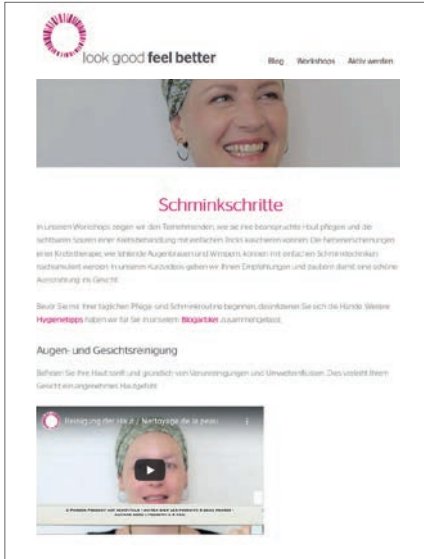 look good feel better
Blog Workshops Aktiv werden
Schminkschritte
In unseren Workshops zeigen wir den Teilnehmenden, wie sie ihre beanspruchte Haut pflegen und die
sichtbaren Spuren einer Krebsbehandlung mit einfachen Tricks kaschieren können. Die Nebenerscheinungen
einer Krebstherapie, wie fehlende Augenbrauen und Wimpern, können mit einfachen Schminktechniken
nachsimuliert werden. In unseren Kurzvideos geben wir Ihnen Empfehlungen und zaubern damit eine schöne
Ausstrahlung ins Gesicht.
Bevor Sie mit Ihrer täglichen Pflege- und Schminkroutine beginnen, desinfizieren Sie sich die Hände. Weitere
Hygienetipps haben wir für Sie in unserem Blogartikel zusammengefasst.
Augen- und Gesichtsreinigung
Befreien Sie Ihre Haut sanft und gründlich von Verunreinigungen und Umwelteinflüssen. Dies verleiht Ihrem
Gesicht ein angenehmes Hautgefühl.
Reinigung der Haut / Nettoyage de la peau